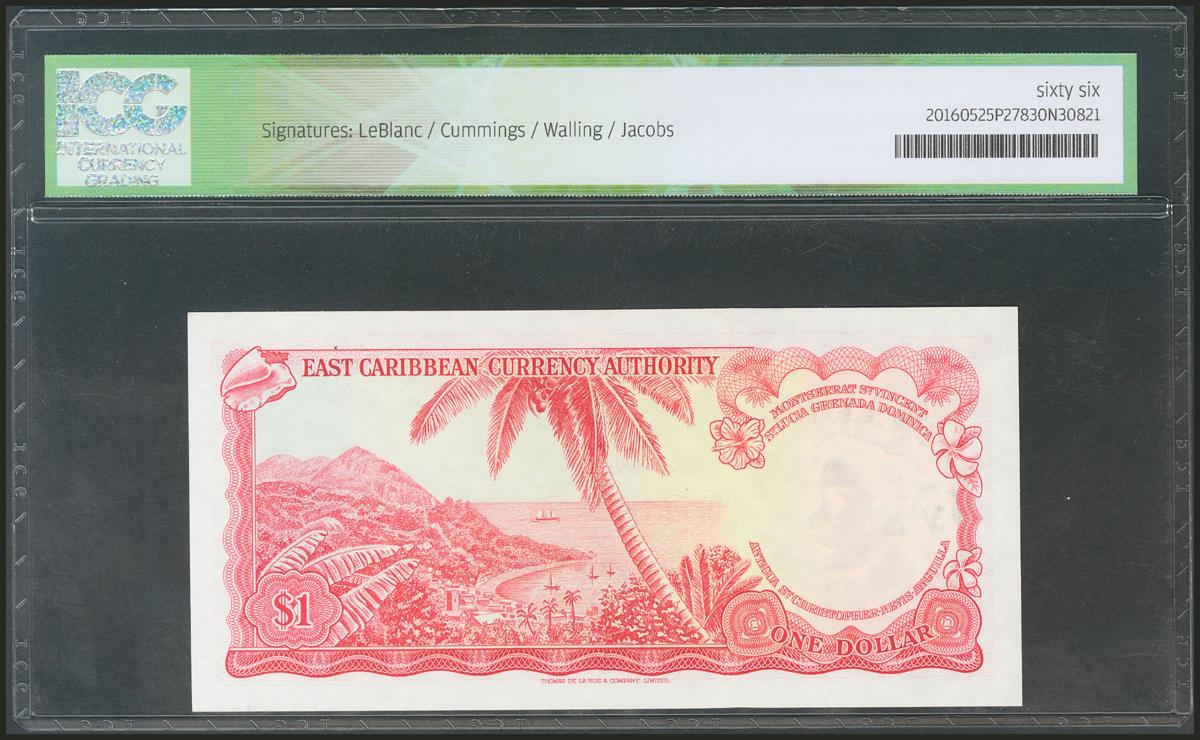 ICG
INTERNATIONAL
CURRENCY
GRADING
Signatures: LeBlanc / Cummings / Walling / Jacobs
sixty six
20160525P27830N30821
EAST CARIBBEAN CURRENCY AUTHORITY
MONTSERRAT ST VINCENT
ST LUCIA GRENADA DOMINICA
ANTIGUA ST CHRISTOPHER-NEVIS-ANGUILLA
$1
ONE DOLLAR
THOMAS DE LA RUE & COMPANY, LIMITED.